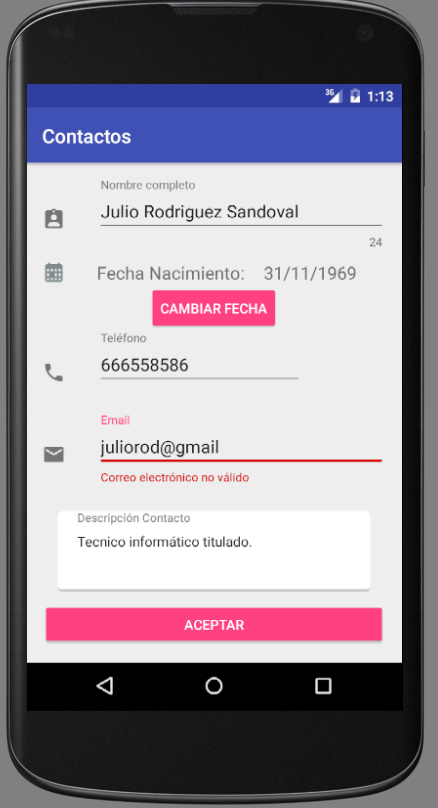 3G 1:13
Contactos
Nombre completo
Julio Rodriguez Sandoval
24
Fecha Nacimiento: 31/11/1969
CAMBIAR FECHA
Teléfono
666558586
Email
juliorod@gmail
Correo electrónico no válido
Descripción Contacto
Tecnico informático titulado.
ACEPTAR